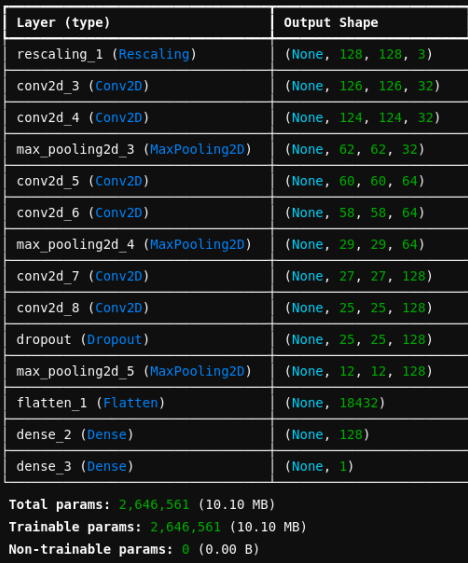 Layer (type) Output Shape
rescaling_1 (Rescaling) (None, 128, 128, 3)
conv2d_3 (Conv2D) (None, 126, 126, 32)
conv2d_4 (Conv2D) (None, 124, 124, 32)
max_pooling2d_3 (MaxPooling2D) (None, 62, 62, 32)
conv2d_5 (Conv2D) (None, 60, 60, 64)
conv2d_6 (Conv2D) (None, 58, 58, 64)
max_pooling2d_4 (MaxPooling2D) (None, 29, 29, 64)
conv2d_7 (Conv2D) (None, 27, 27, 128)
conv2d_8 (Conv2D) (None, 25, 25, 128)
dropout (Dropout) (None, 25, 25, 128)
max_pooling2d_5 (MaxPooling2D) (None, 12, 12, 128)
flatten_1 (Flatten) (None, 18432)
dense_2 (Dense) (None, 128)
dense_3 (Dense) (None, 1)
Total params: 2,646,561 (10.10 MB)
Trainable params: 2,646,561 (10.10 MB)
Non-trainable params: 0 (0.00 B)